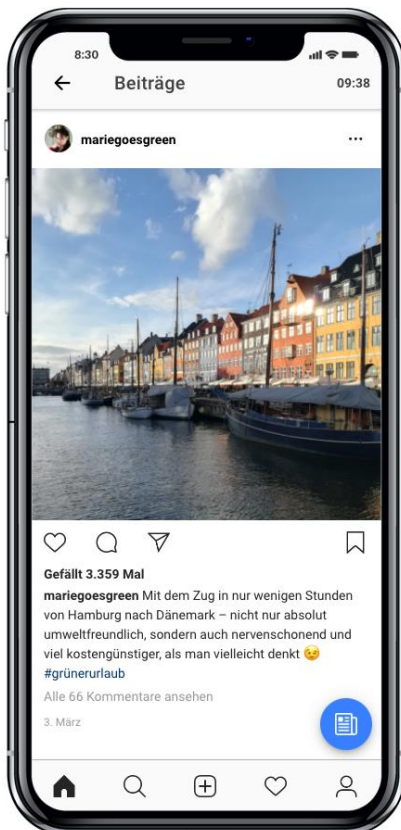 8:30
Beiträge
09:38
mariegoesgreen
Gefällt 3.359 Mal
mariegoesgreen Mit dem Zug in nur wenigen Stunden
von Hamburg nach Dänemark – nicht nur absolut
umweltfreundlich, sondern auch nervenschonend und
viel kostengünstiger, als man vielleicht denkt 😉
#grünerurlaub
Alle 66 Kommentare ansehen
3. März